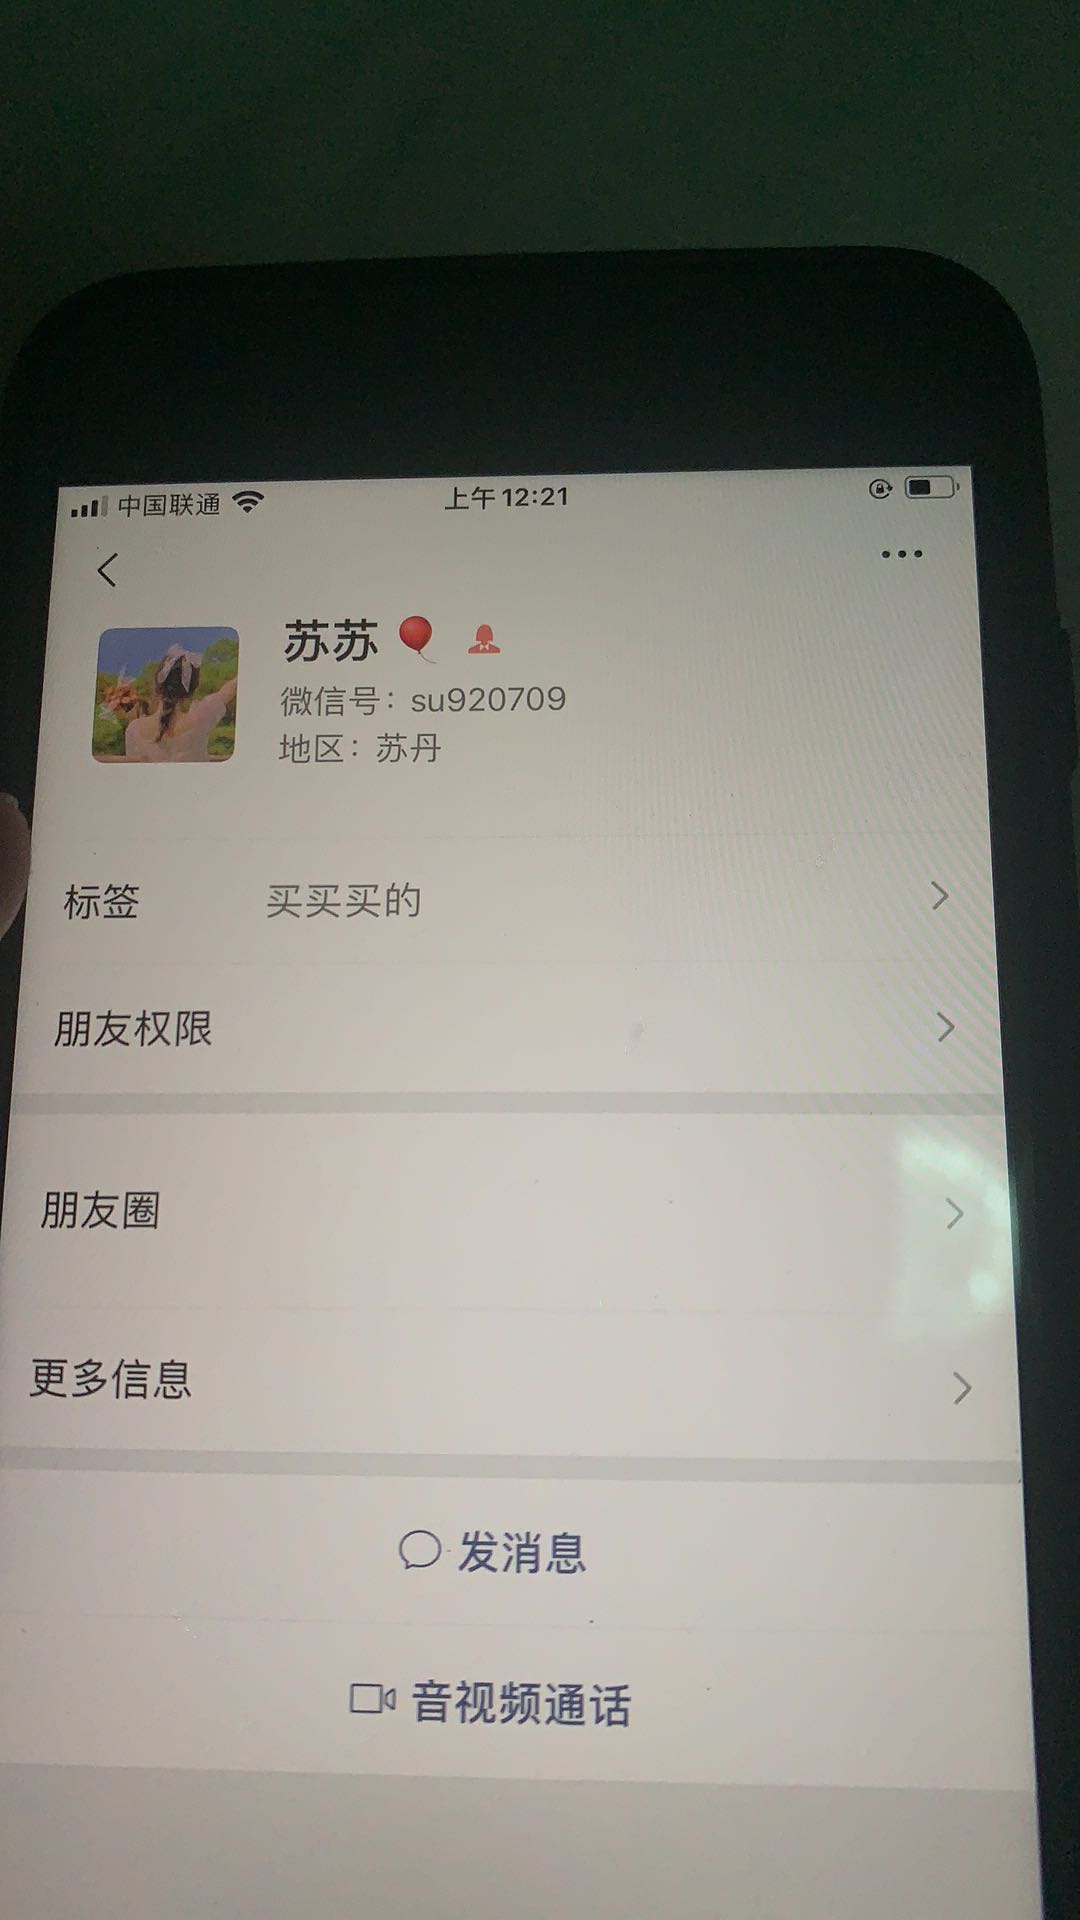 中国联通 上午12:21
苏苏🎈
微信号：su920709
地区：苏丹
标签 买买买的
朋友权限
朋友圈
更多信息
发消息
音视频通话